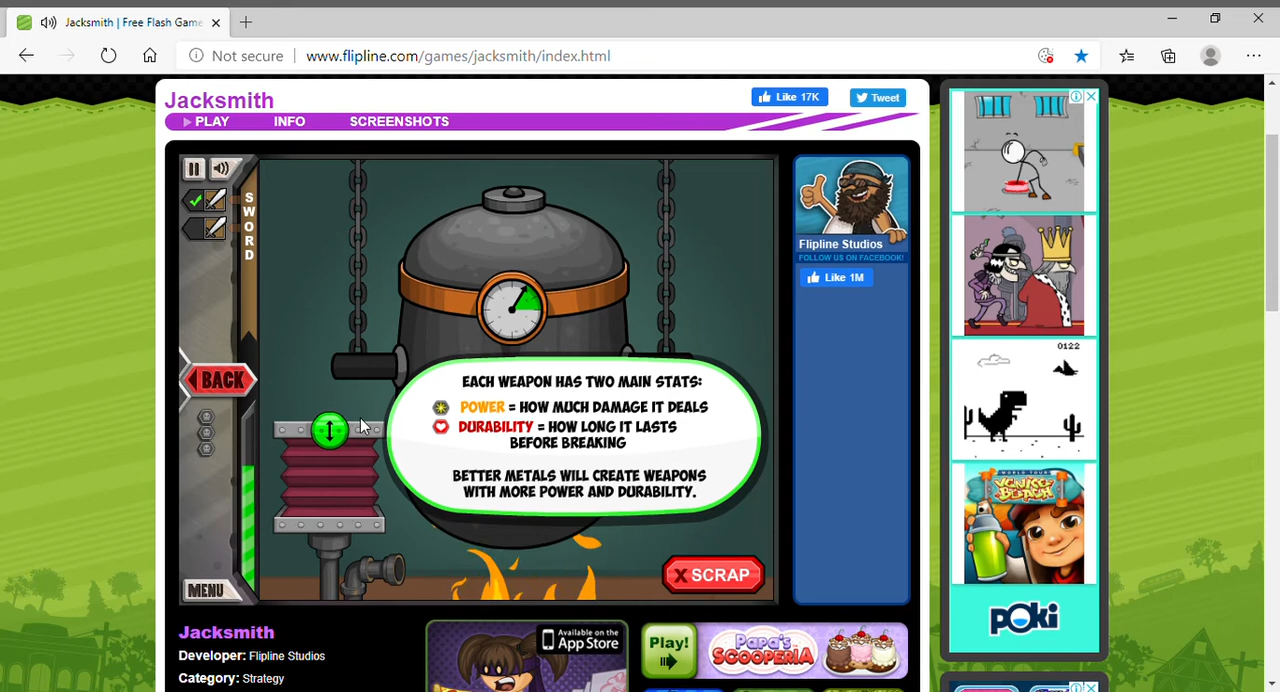 Jacksmith | Free Flash Game
Not secure | www.flipline.com/games/jacksmith/index.html
Jacksmith
Like 17K
Tweet
PLAY INFO SCREENSHOTS
SWORD
BACK
MENU
EACH WEAPON HAS TWO MAIN STATS:
POWER = HOW MUCH DAMAGE IT DEALS
DURABILITY = HOW LONG IT LASTS
BEFORE BREAKING
BETTER METALS WILL CREATE WEAPONS
WITH MORE POWER AND DURABILITY.
X SCRAP
Flipline Studios
FOLLOW US ON FACEBOOK!
Like 1M
0122
WORLD TOUR
VENICE
BEACH
POKI
Jacksmith
Developer: Flipline Studios
Category: Strategy
Available on the
App Store
Play!
Papa's
SCOOPERIA